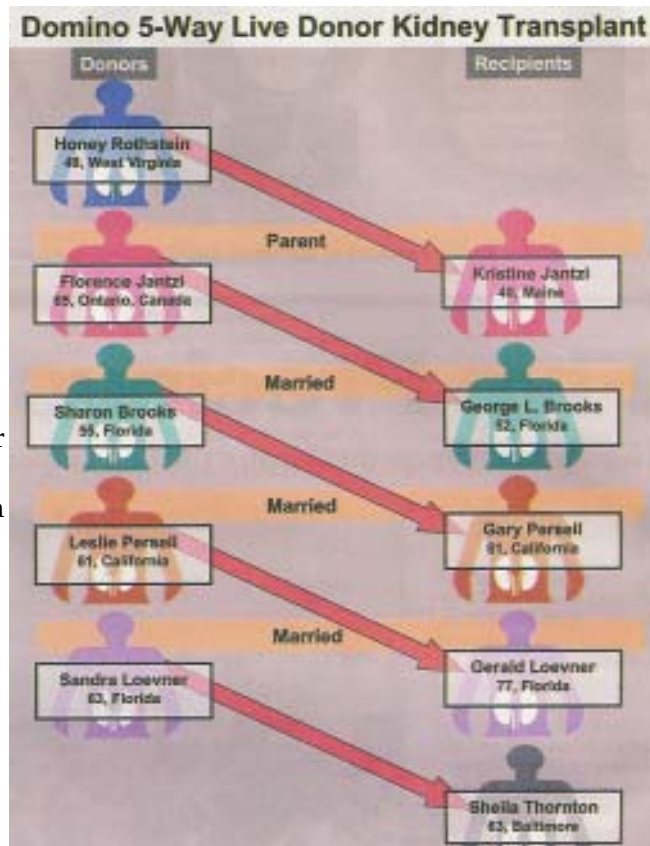 Domino 5-Way Live Donor Kidney Transplant
Donors
Recipients
Honey Rothstein
48, West Virginia
Parent
Florence Jantzi
65, Ontario, Canada
Kristine Jantzi
40, Maine
Married
Sharon Brooks
55, Florida
George L. Brooks
52, Florida
Married
Leslie Persell
61, California
Gary Persell
61, California
Married
Sandra Loevner
63, Florida
Gerald Loevner
77, Florida
Sheila Thornton
63, Baltimore